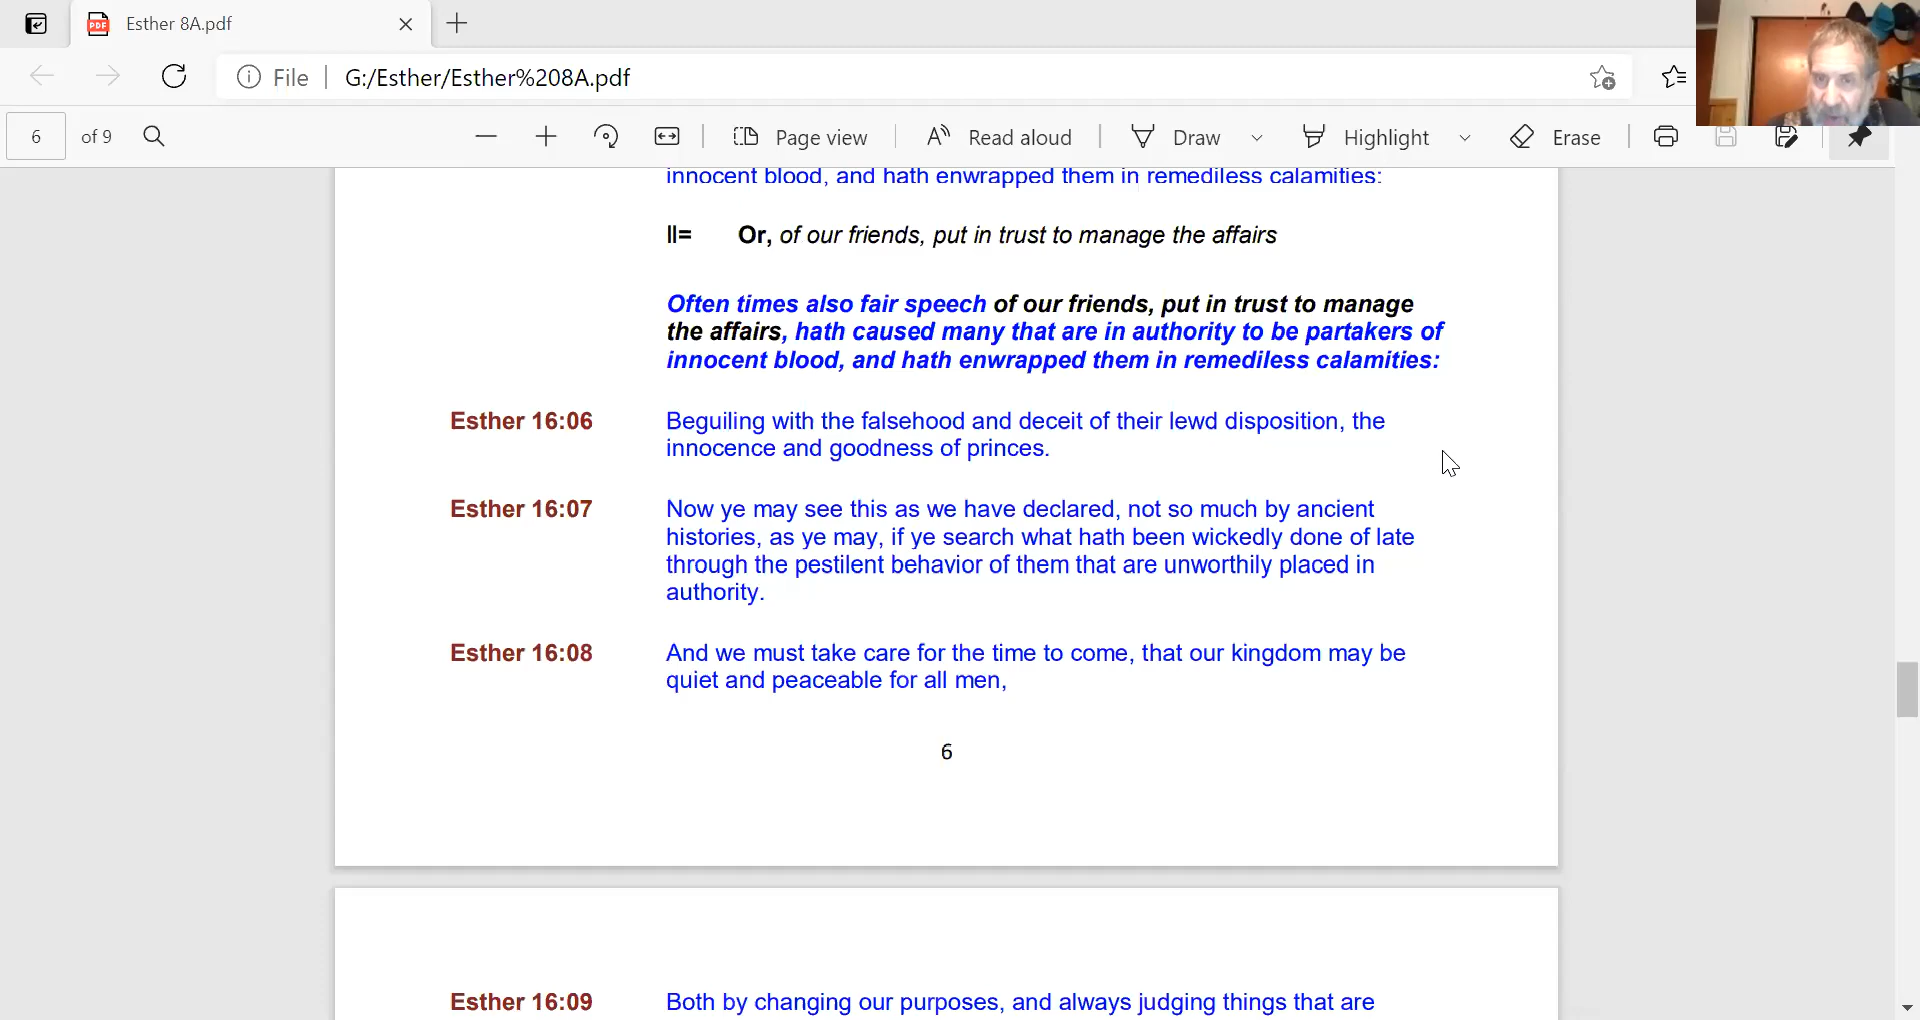 Esther 8A.pdf
File | G:/Esther/Esther%208A.pdf
6 of 9 Page view Read aloud Draw Highlight Erase
innocent blood, and hath enwrapped them in remediless calamities:
ǁ= Or, of our friends, put in trust to manage the affairs
Often times also fair speech of our friends, put in trust to manage
the affairs, hath caused many that are in authority to be partakers of
innocent blood, and hath enwrapped them in remediless calamities:
Esther 16:06 Beguiling with the falsehood and deceit of their lewd disposition, the
innocence and goodness of princes.
Esther 16:07 Now ye may see this as we have declared, not so much by ancient
histories, as ye may, if ye search what hath been wickedly done of late
through the pestilent behavior of them that are unworthily placed in
authority.
Esther 16:08 And we must take care for the time to come, that our kingdom may be
quiet and peaceable for all men,
6
Esther 16:09 Both by changing our purposes, and always judging things that are